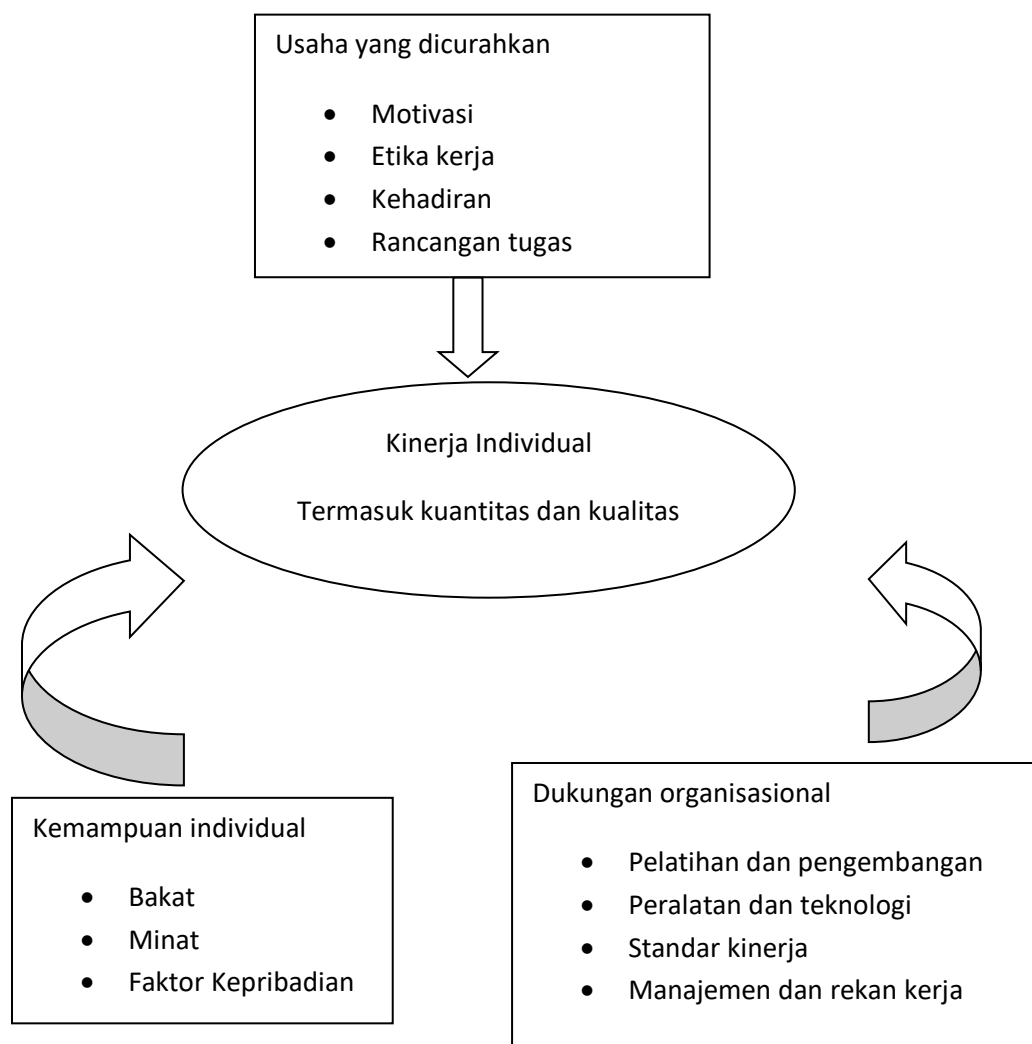 Usaha yang dicurahkan
• Motivasi
• Etika kerja
• Kehadiran
• Rancangan tugas
Kinerja Individual
Termasuk kuantitas dan kualitas
Kemampuan individual
• Bakat
• Minat
• Faktor Kepribadian
Dukungan organisasional
• Pelatihan dan pengembangan
• Peralatan dan teknologi
• Standar kinerja
• Manajemen dan rekan kerja